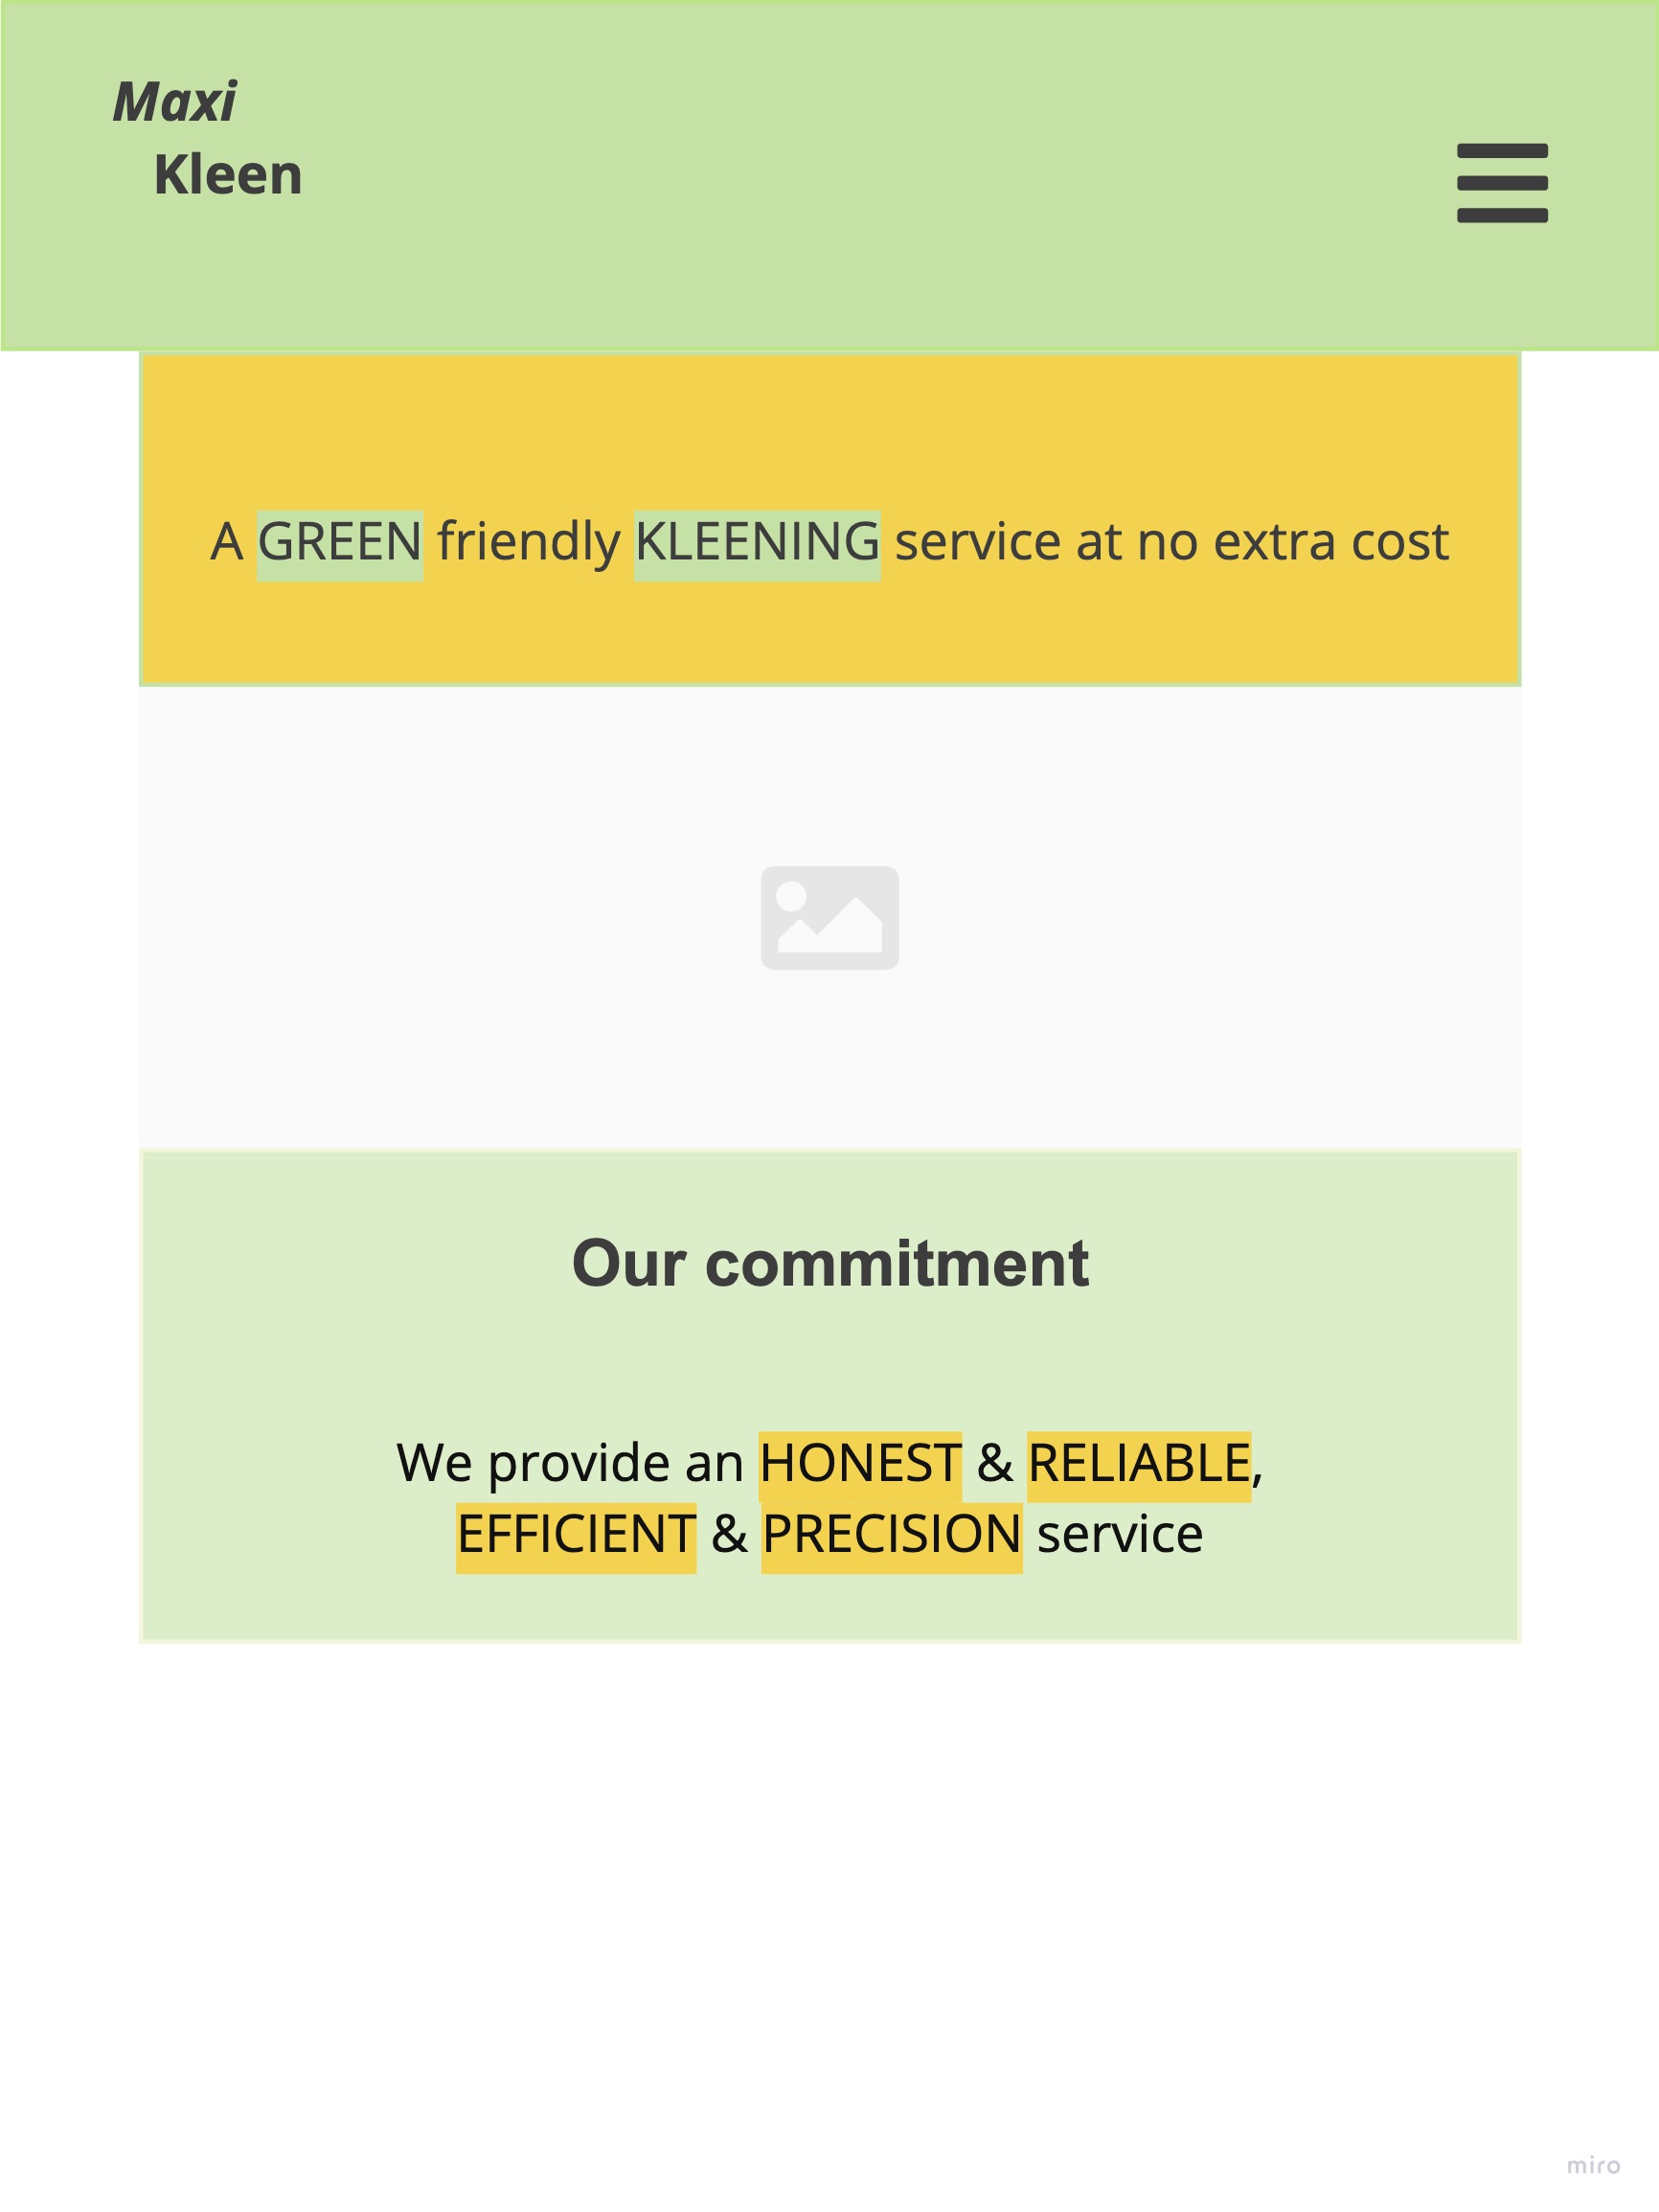 Maxi
Kleen
A GREEN friendly KLEENING service at no extra cost
Our commitment
We provide an HONEST & RELIABLE,
EFFICIENT & PRECISION service
miro